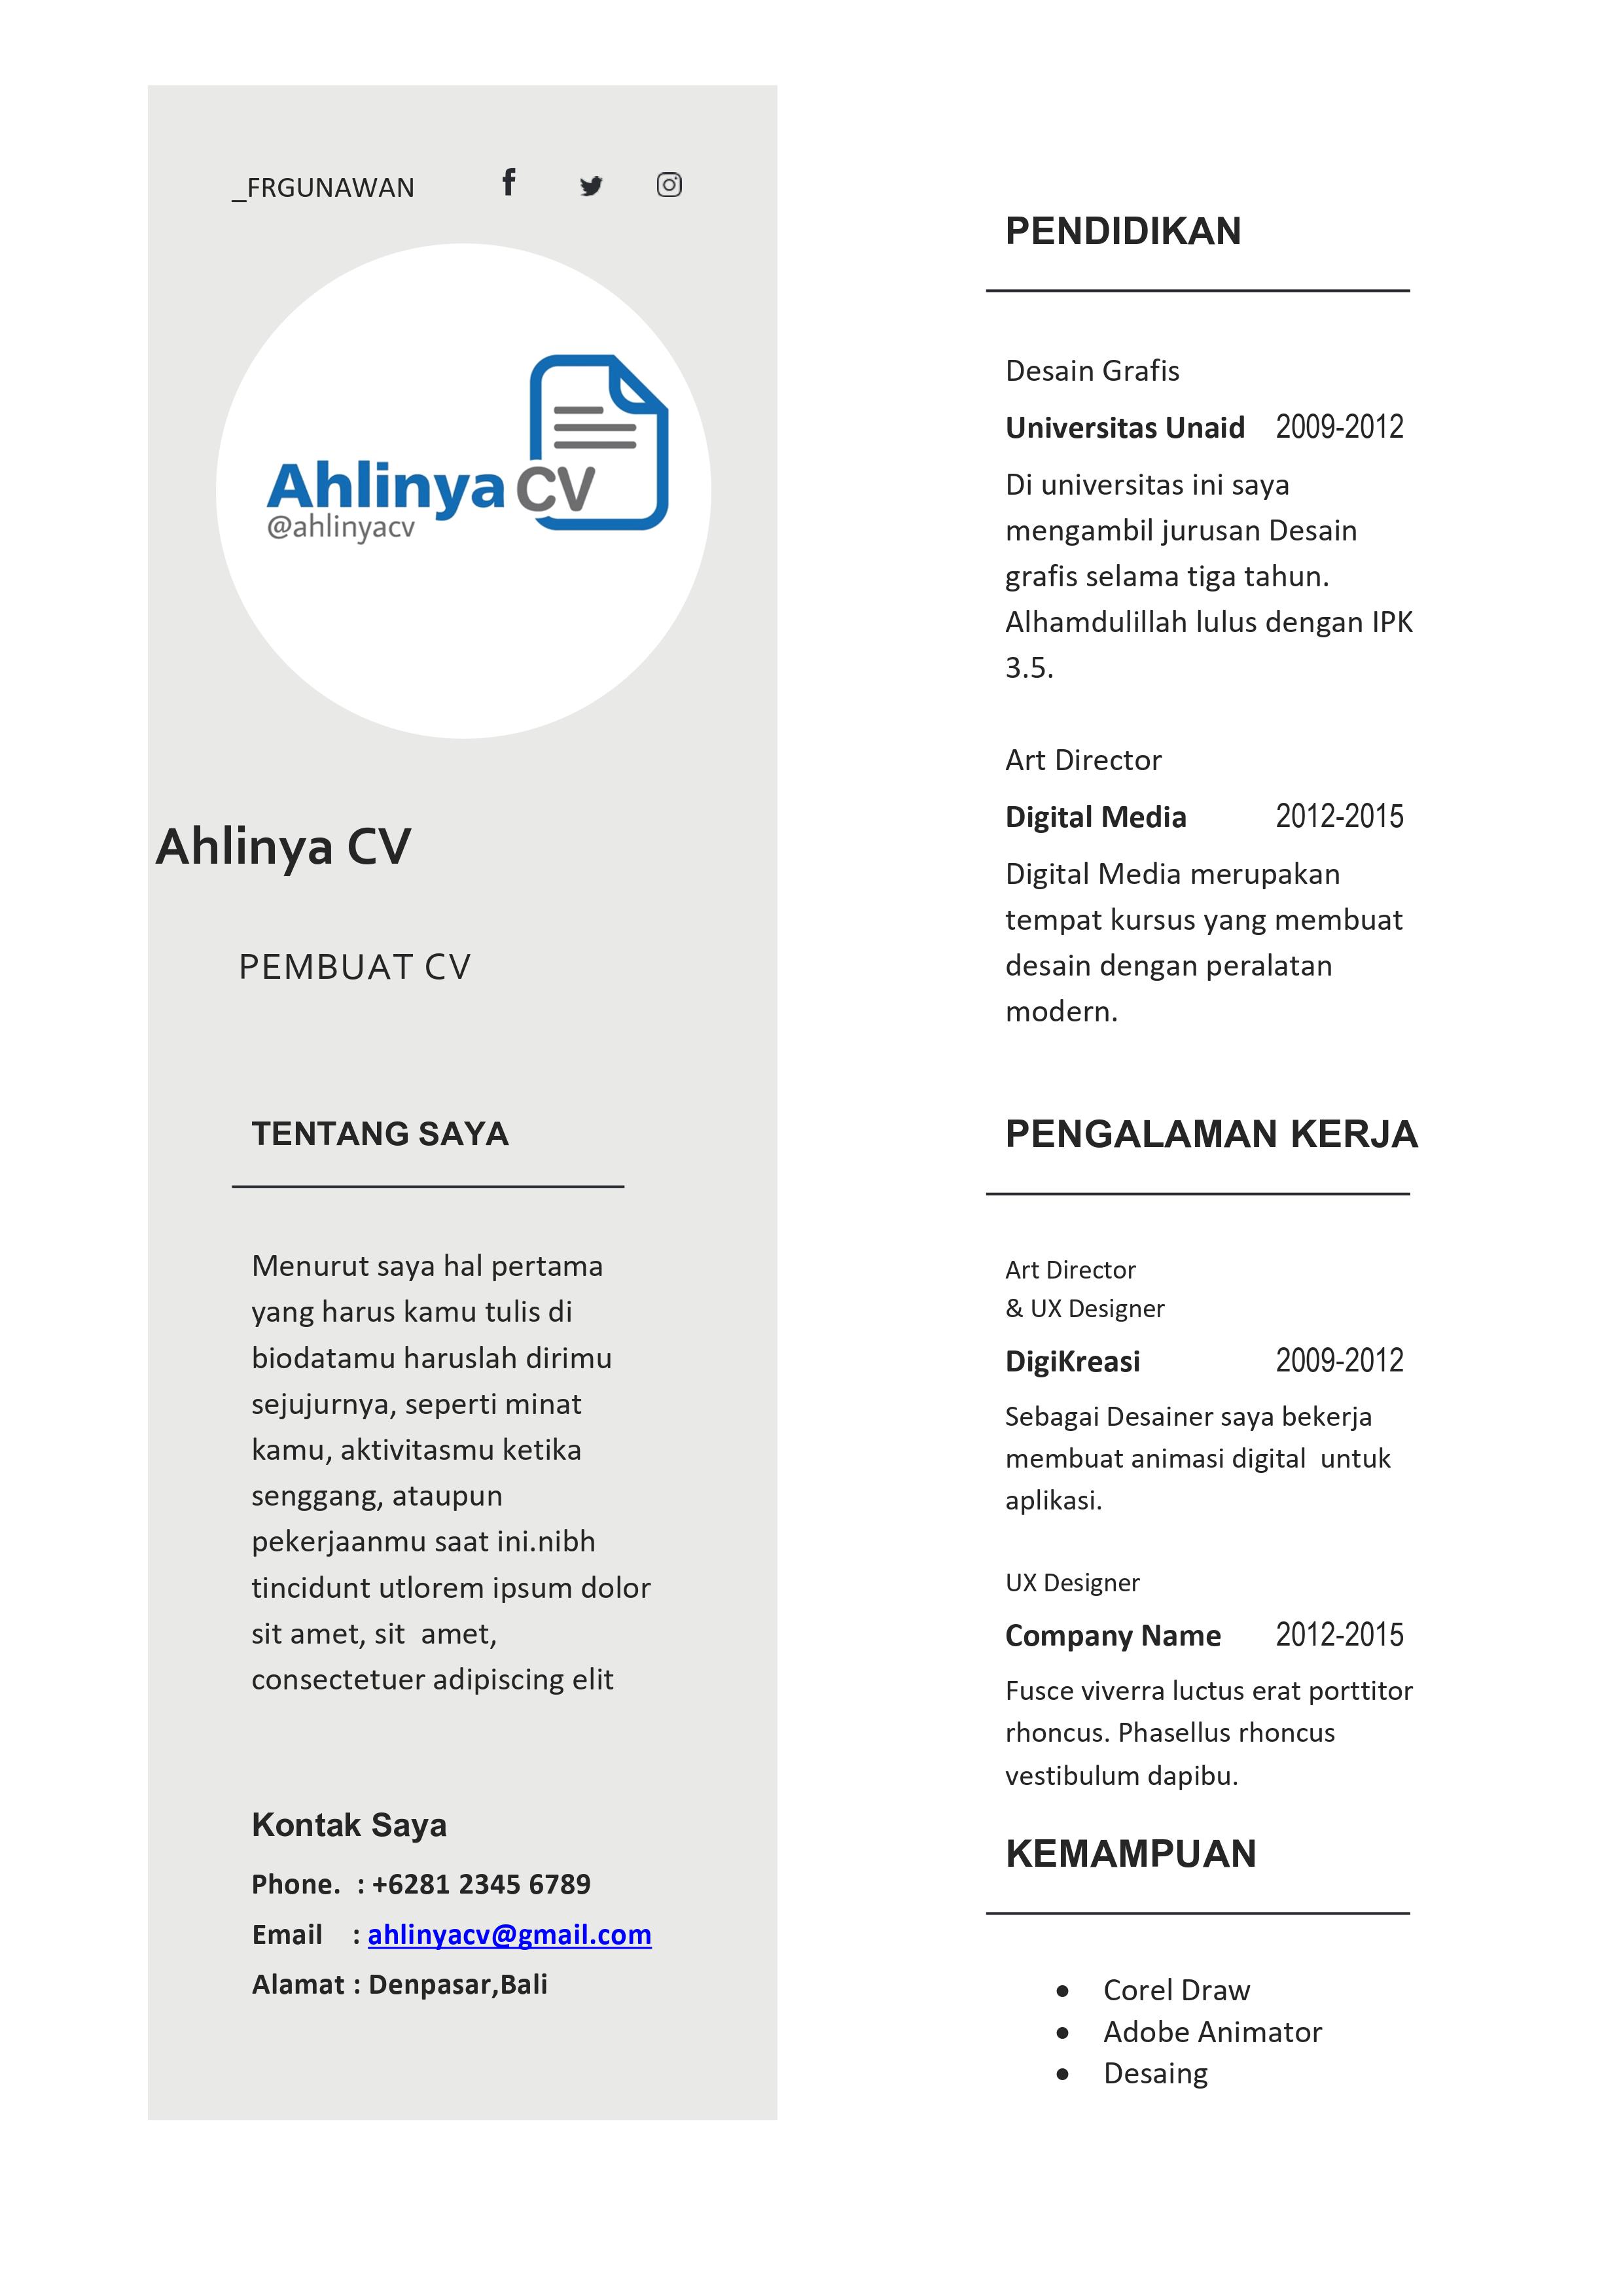 _FRGUNAWAN
Ahlinya CV
@ahlinyacv
Ahlinya CV
PEMBUAT CV
TENTANG SAYA
Menurut saya hal pertama
yang harus kamu tulis di
biodatamu haruslah dirimu
sejujurnya, seperti minat
kamu, aktivitasmu ketika
senggang, ataupun
pekerjaanmu saat ini.nibh
tincidunt utlorem ipsum dolor
sit amet, sit  amet,
consectetuer adipiscing elit
Kontak Saya
Phone.  : +6281 2345 6789
Email    : ahlinyacv@gmail.com
Alamat : Denpasar,Bali
PENDIDIKAN
Desain Grafis
Universitas Unaid 2009-2012
Di universitas ini saya
mengambil jurusan Desain
grafis selama tiga tahun.
Alhamdulillah lulus dengan IPK
3.5.
Art Director
Digital Media 2012-2015
Digital Media merupakan
tempat kursus yang membuat
desain dengan peralatan
modern.
PENGALAMAN KERJA
Art Director
& UX Designer
DigiKreasi 2009-2012
Sebagai Desainer saya bekerja
membuat animasi digital  untuk
aplikasi.
UX Designer
Company Name 2012-2015
Fusce viverra luctus erat porttitor
rhoncus. Phasellus rhoncus
vestibulum dapibu.
KEMAMPUAN
• Corel Draw
• Adobe Animator
• Desaing